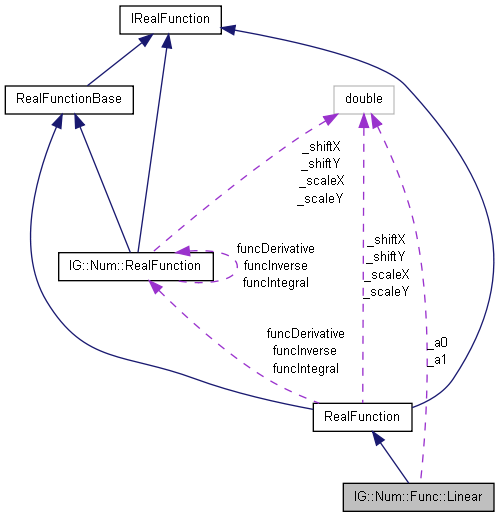 IRealFunction
RealFunctionBase
double
_shiftX
_shiftY
_scaleX
_scaleY
IG::Num::RealFunction
funcDerivative
funcInverse
funcIntegral
_shiftX
_shiftY
_scaleX
_scaleY
funcDerivative
funcInverse
funcIntegral
_a0
_a1
RealFunction
IG::Num::Func::Linear